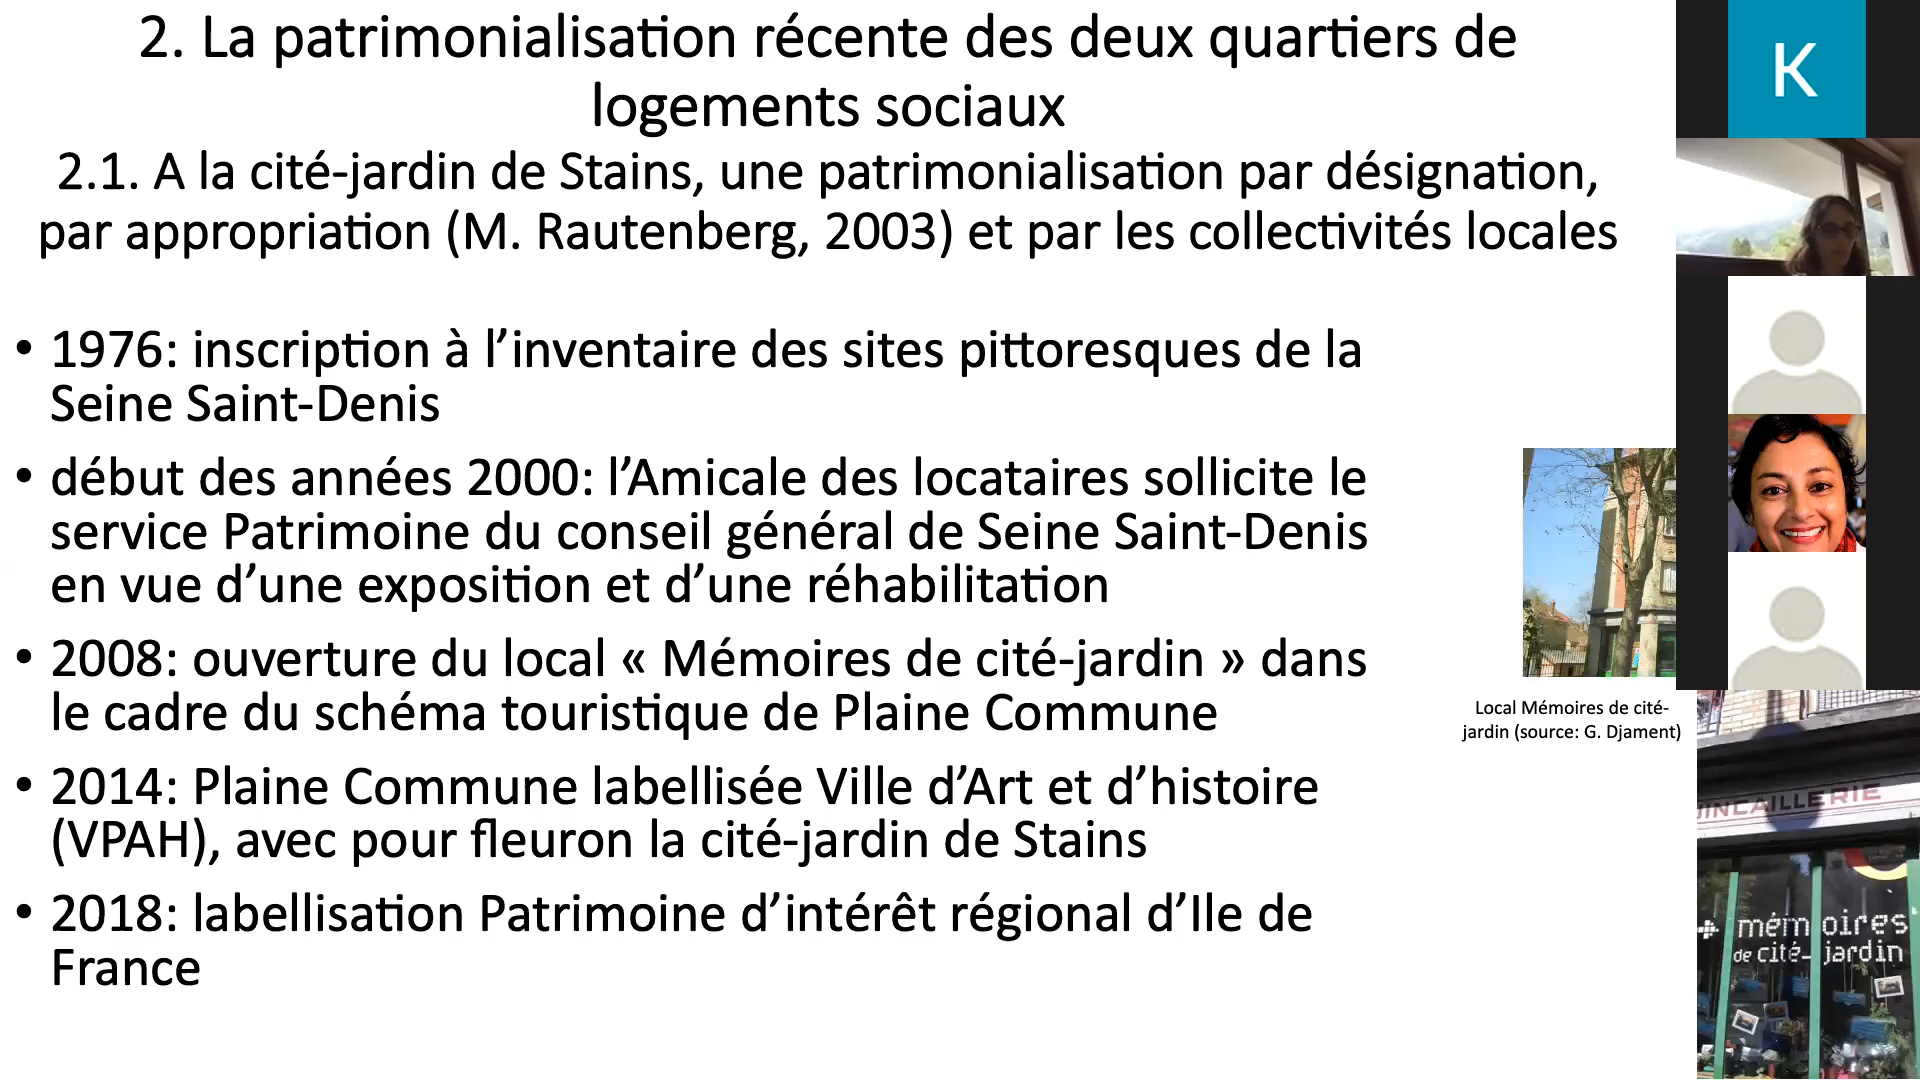 2. La patrimonialisation récente des deux quartiers de
logements sociaux
2.1. A la cité-jardin de Stains, une patrimonialisation par désignation,
par appropriation (M. Rautenberg, 2003) et par les collectivités locales
• 1976: inscription à l’inventaire des sites pittoresques de la
Seine Saint-Denis
• début des années 2000: l’Amicale des locataires sollicite le
service Patrimoine du conseil général de Seine Saint-Denis
en vue d’une exposition et d’une réhabilitation
• 2008: ouverture du local « Mémoires de cité-jardin » dans
le cadre du schéma touristique de Plaine Commune
• 2014: Plaine Commune labellisée Ville d’Art et d’histoire
(VPAH), avec pour fleuron la cité-jardin de Stains
• 2018: labellisation Patrimoine d’intérêt régional d’Ile de
France
K
Local Mémoires de cité-
jardin (source: G. Djament)
UINCAILLERIE
+ mémoires
de cité-jardin